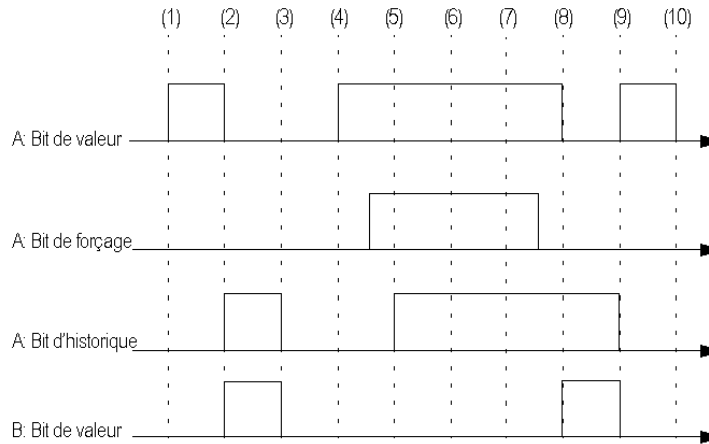 (1) (2) (3) (4) (5) (6) (7) (8) (9) (10)
A: Bit de valeur
A: Bit de forçage
A: Bit d'historique
B: Bit de valeur